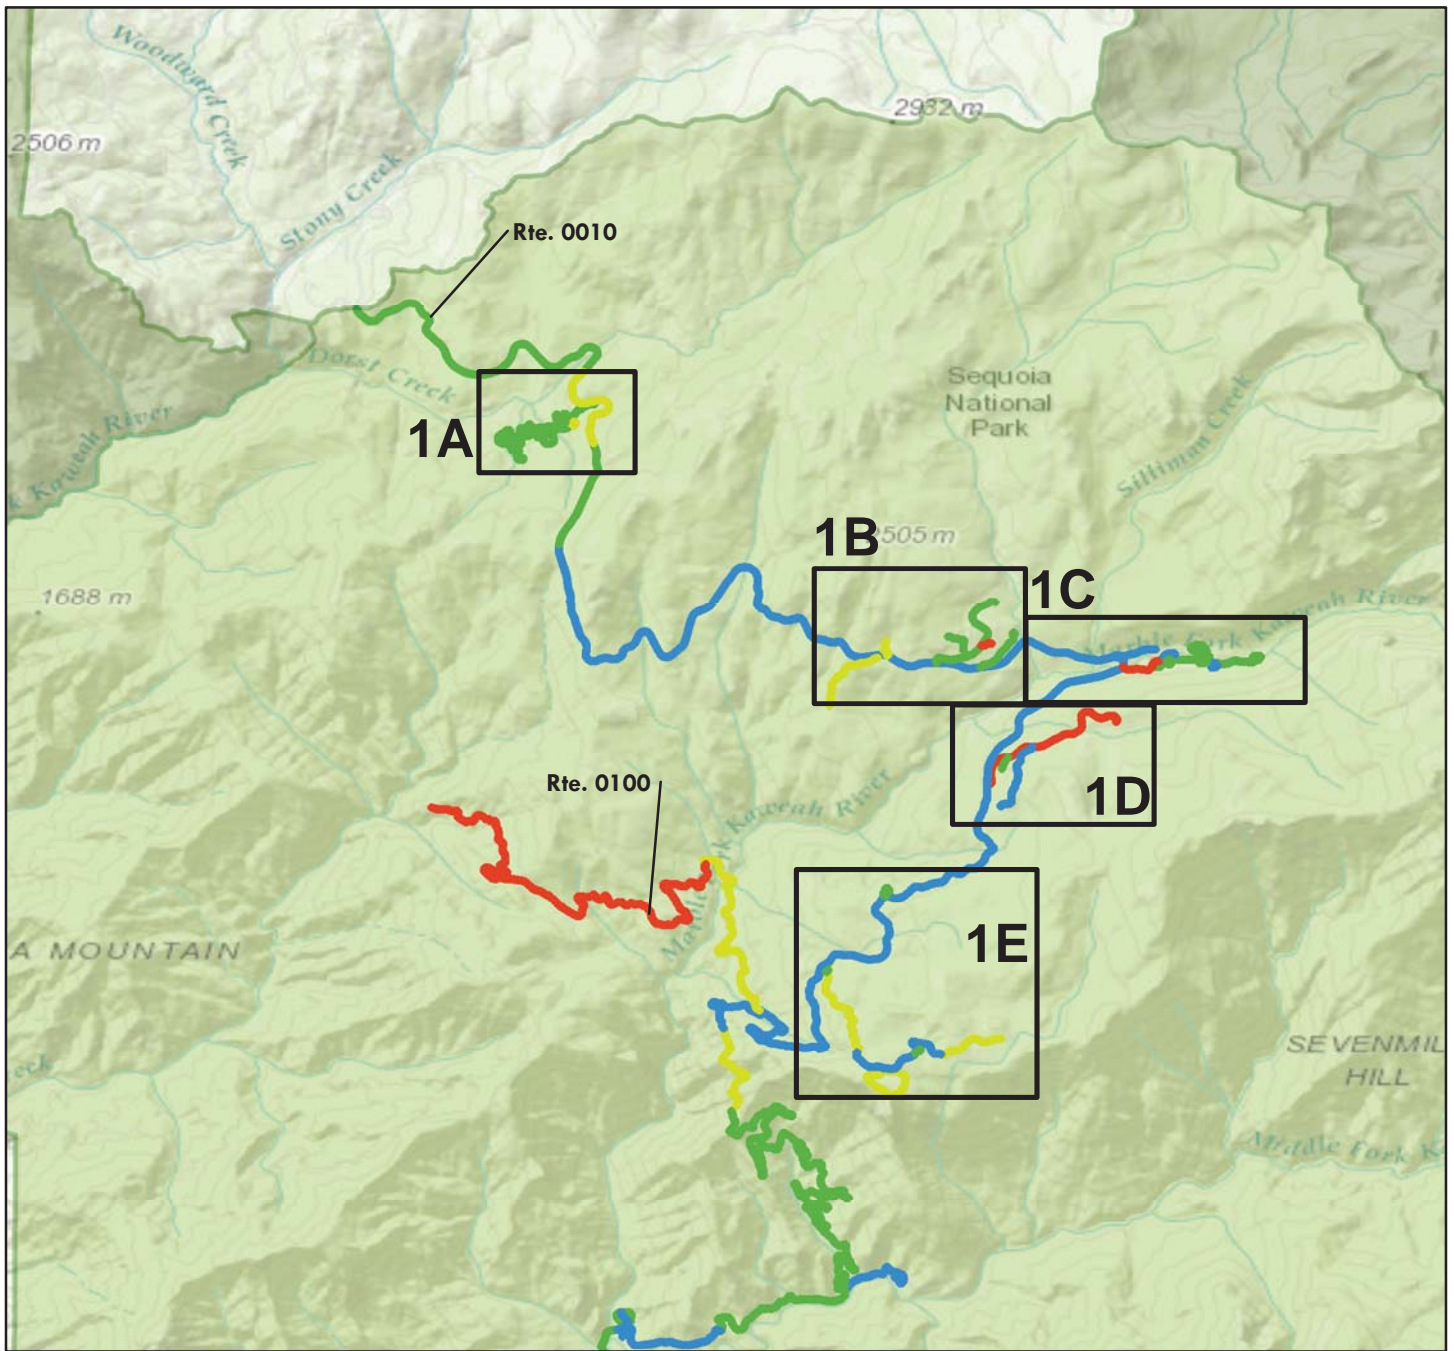 Woodward Creek
2932 m
2506 m
Stony Creek
Rte. 0010
Dorst Creek
Sequoia
National
Park
Kaweah River
1A
Silliman Creek
1B
505 m
1C
1688 m
Marble Fork Kaweah River
Rte. 0100
1D
Kaweah River
Marble
1E
A MOUNTAIN
SEVENMIL
HILL
eek
Middle Fork K